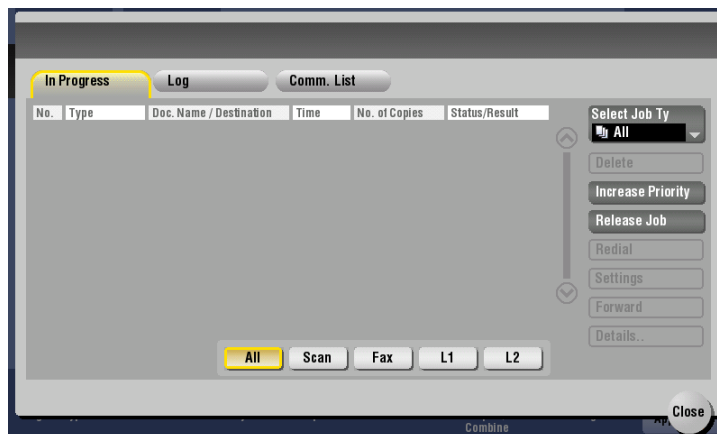 In Progress
Log
Comm. List
No.
Type
Doc. Name / Destination
Time
No. of Copies
Status/Result
Select Job Ty
All
Delete
Increase Priority
Release Job
Redial
Settings
Forward
Details..
All
Scan
Fax
L1
L2
Close
Combine